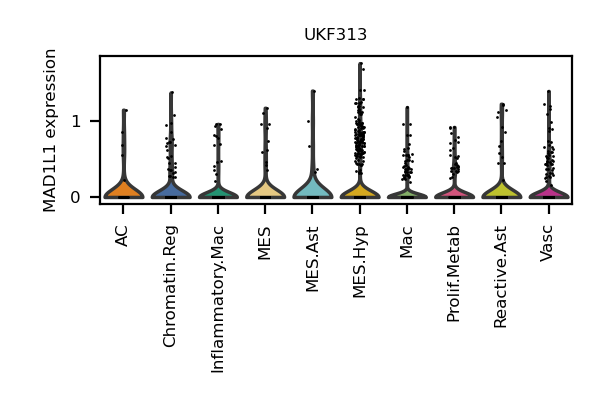 UKF313
MAD1L1 expression
1
0
AC
Chromatin.Reg
Inflammatory.Mac
MES
MES.Ast
MES.Hyp
Mac
Prolif.Metab
Reactive.Ast
Vasc